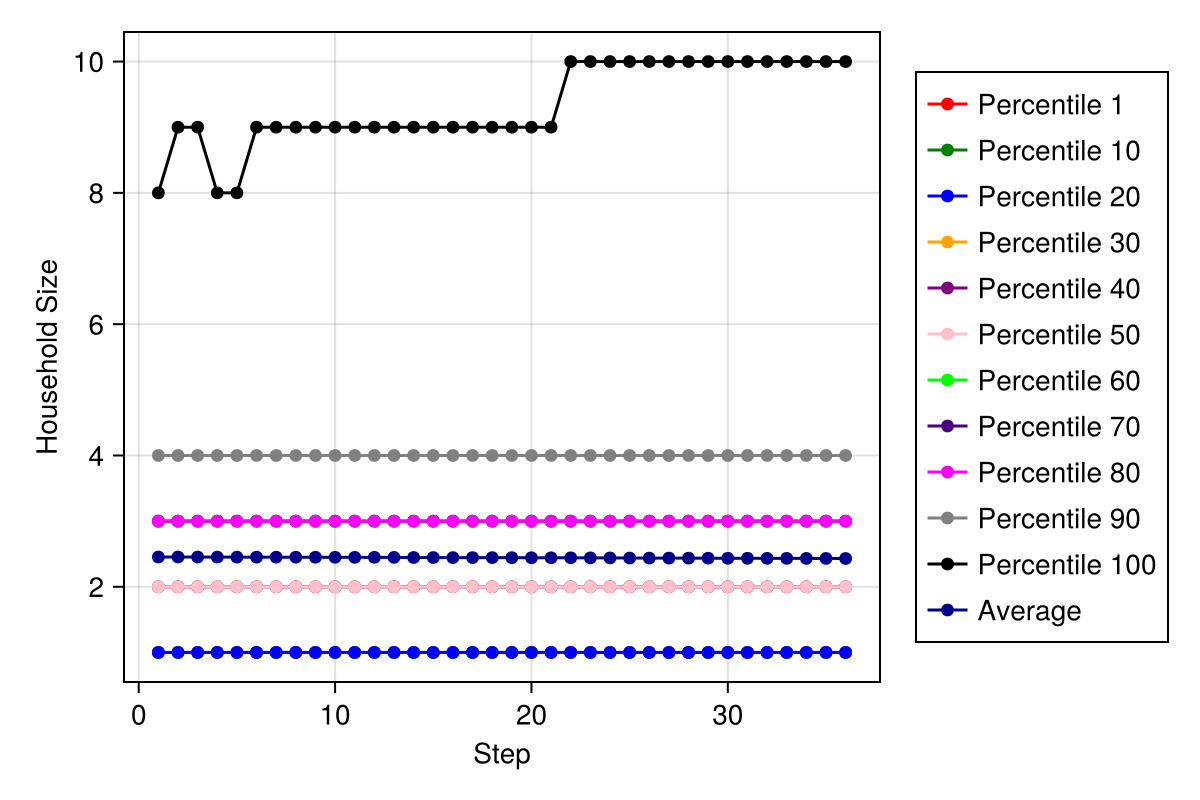 10
8
6
4
2
Household Size
0
10
20
30
Step
Percentile 1
Percentile 10
Percentile 20
Percentile 30
Percentile 40
Percentile 50
Percentile 60
Percentile 70
Percentile 80
Percentile 90
Percentile 100
Average